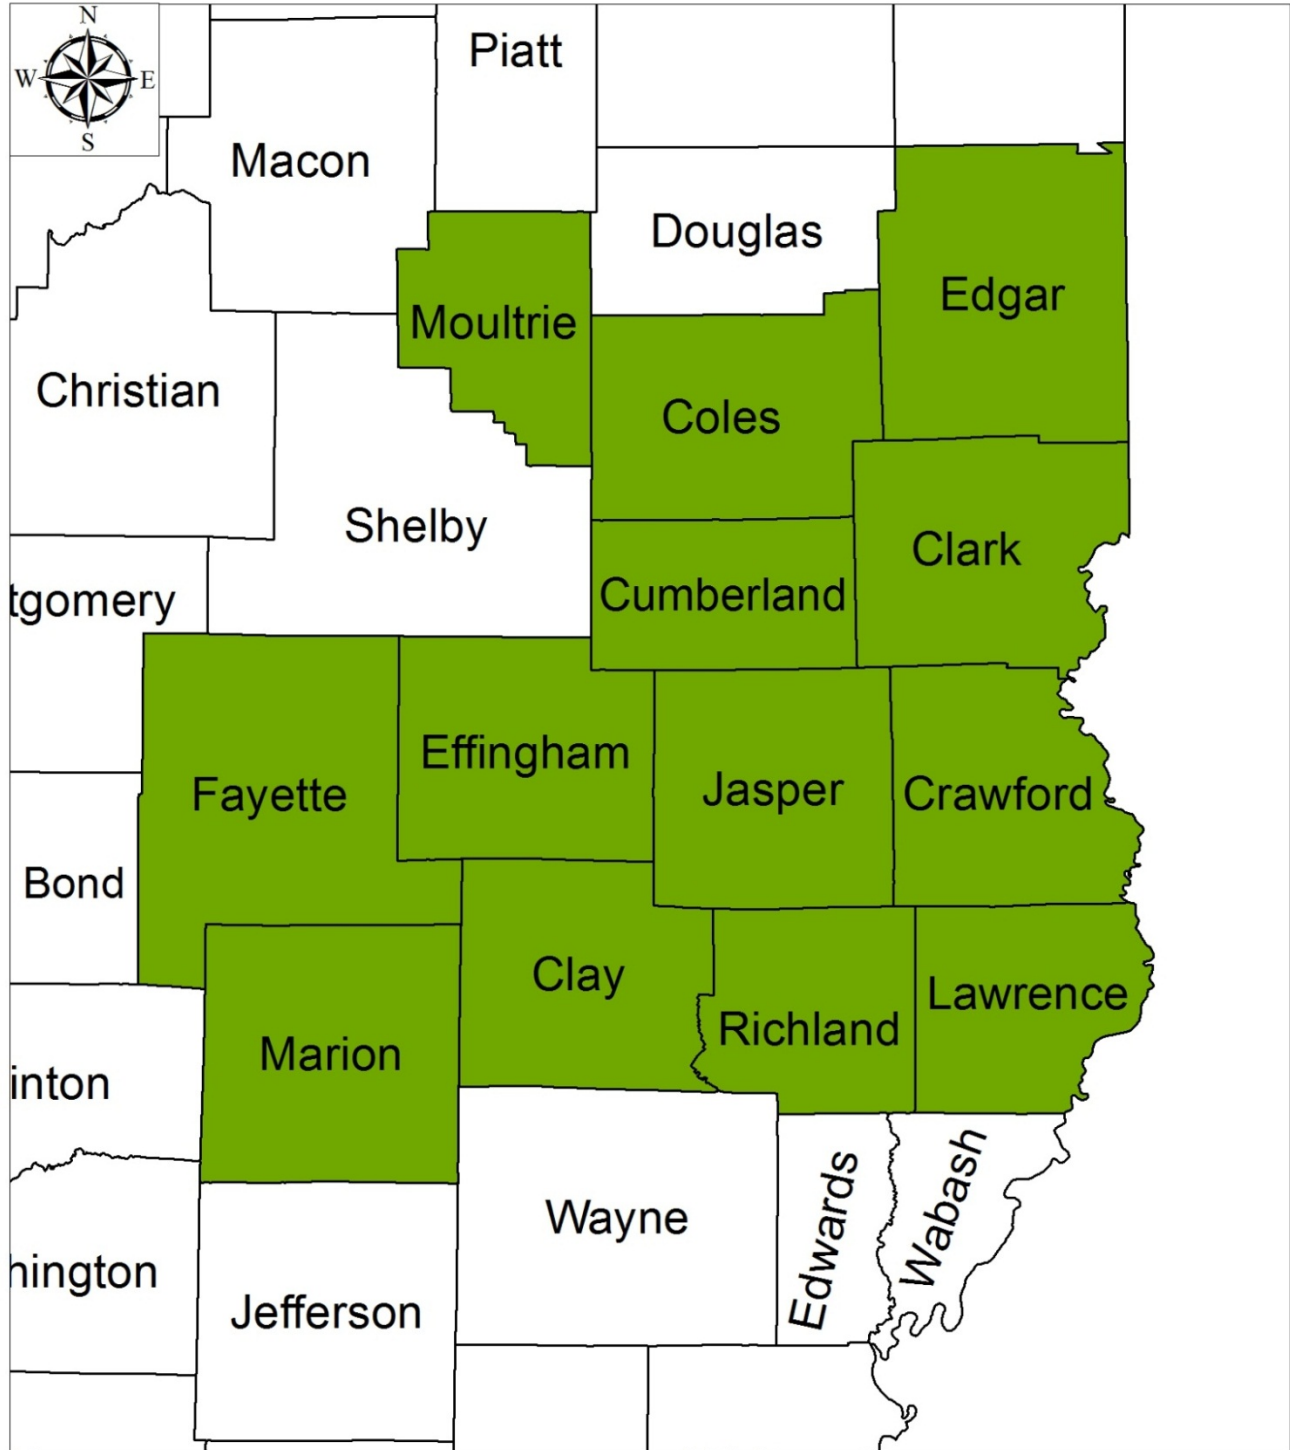 N
W E
S
Piatt
Macon
Douglas
Edgar
Moultrie
Christian
Coles
Shelby
Clark
Cumberland
tgomery
Effingham
Fayette
Jasper
Crawford
Bond
Clay
Lawrence
Richland
Marion
inton
Edwards
Wabash
Wayne
hington
Jefferson